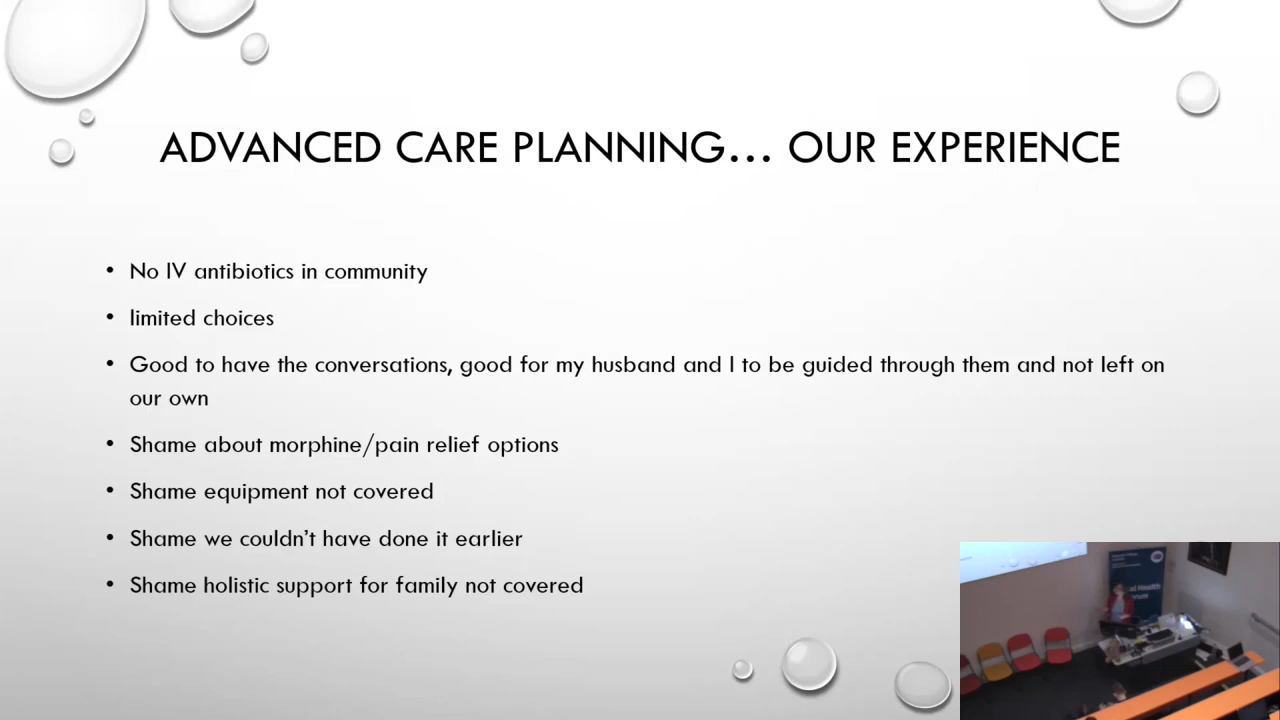 ADVANCED CARE PLANNING... OUR EXPERIENCE
• No IV antibiotics in community
• limited choices
• Good to have the conversations, good for my husband and I to be guided through them and not left on
our own
• Shame about morphine/pain relief options
• Shame equipment not covered
• Shame we couldn't have done it earlier
• Shame holistic support for family not covered